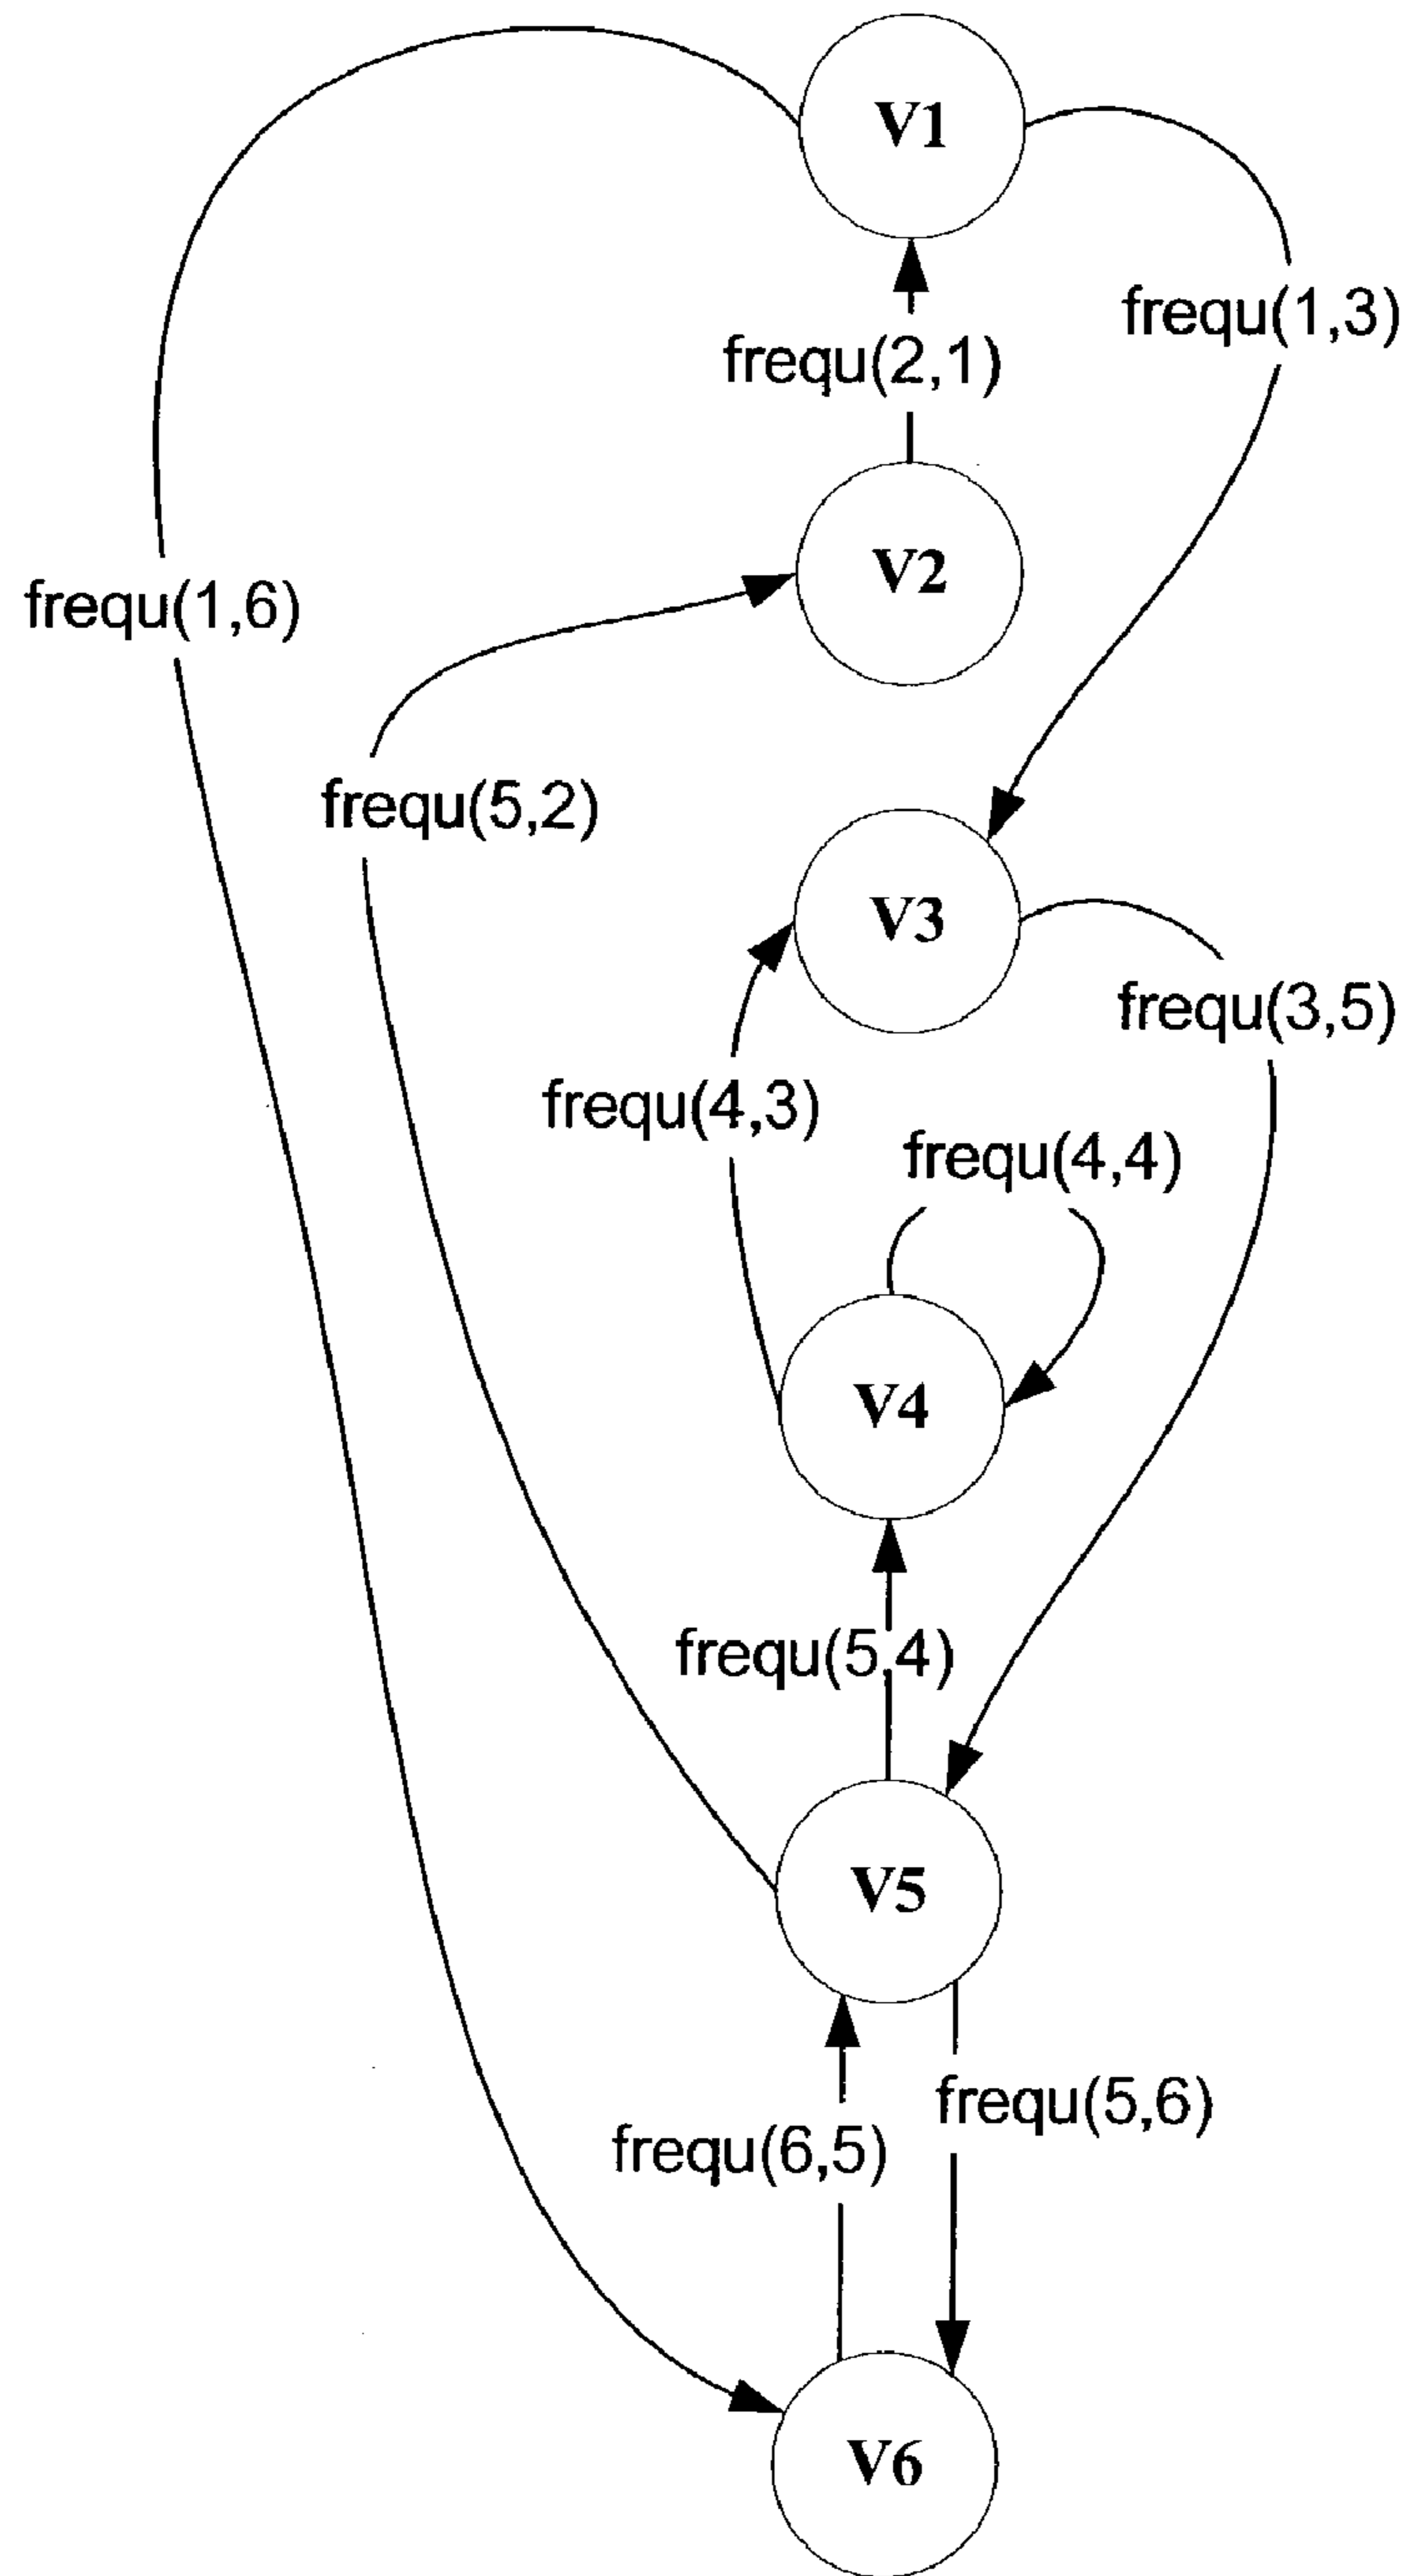 V1
frequ(1,3)
frequ(2,1)
V2
frequ(1,6)
frequ(5,2)
V3
frequ(3,5)
frequ(4,3)
frequ(4,4)
V4
frequ(5,4)
V5
frequ(5,6)
frequ(6,5)
V6